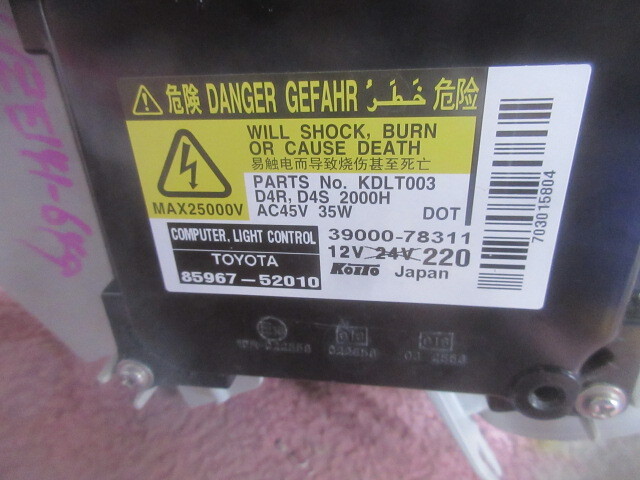 危険 DANGER GEFAHR خَطَرٌ 危险
WILL SHOCK, BURN
OR CAUSE DEATH
易触电而导致烧伤甚至死亡
MAX25000V
PARTS No. KDLT003
D4R, D4S 2000H
AC45V 35W
DOT
COMPUTER. LIGHT CONTROL
39000-78311
TOYOTA
12V 24V 220
85967-52010
KOITO Japan
703015804